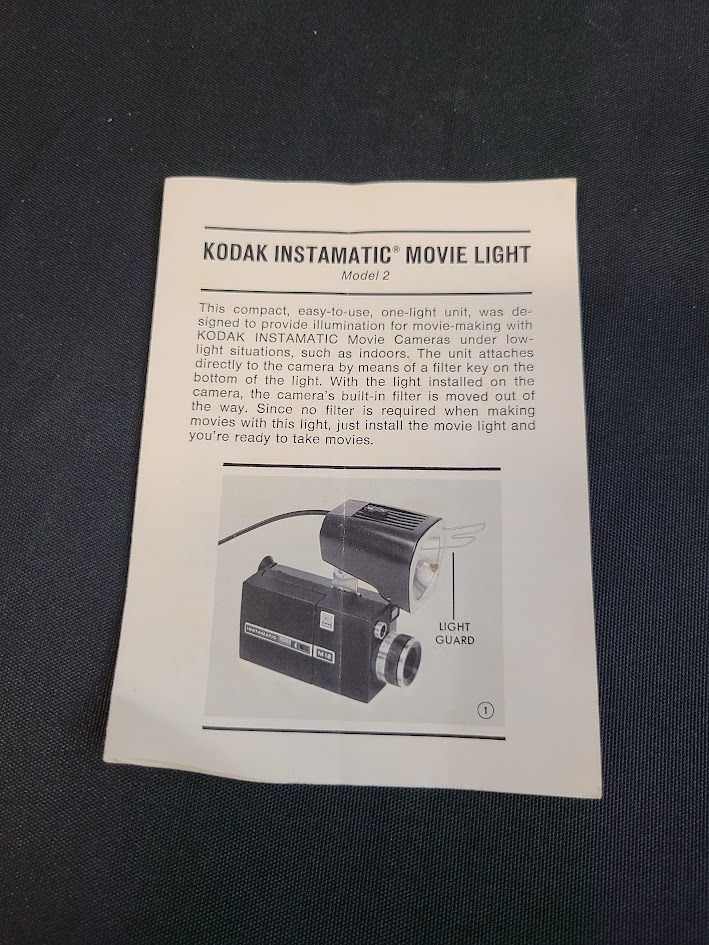 KODAK INSTAMATIC® MOVIE LIGHT
Model 2
This compact, easy-to-use, one-light unit, was de-
signed to provide illumination for movie-making with
KODAK INSTAMATIC Movie Cameras under low-
light situations, such as indoors. The unit attaches
directly to the camera by means of a filter key on the
bottom of the light. With the light installed on the
camera, the camera's built-in filter is moved out of
the way. Since no filter is required when making
movies with this light, just install the movie light and
you're ready to take movies.
INSTAMATIC
LIGHT
GUARD
1